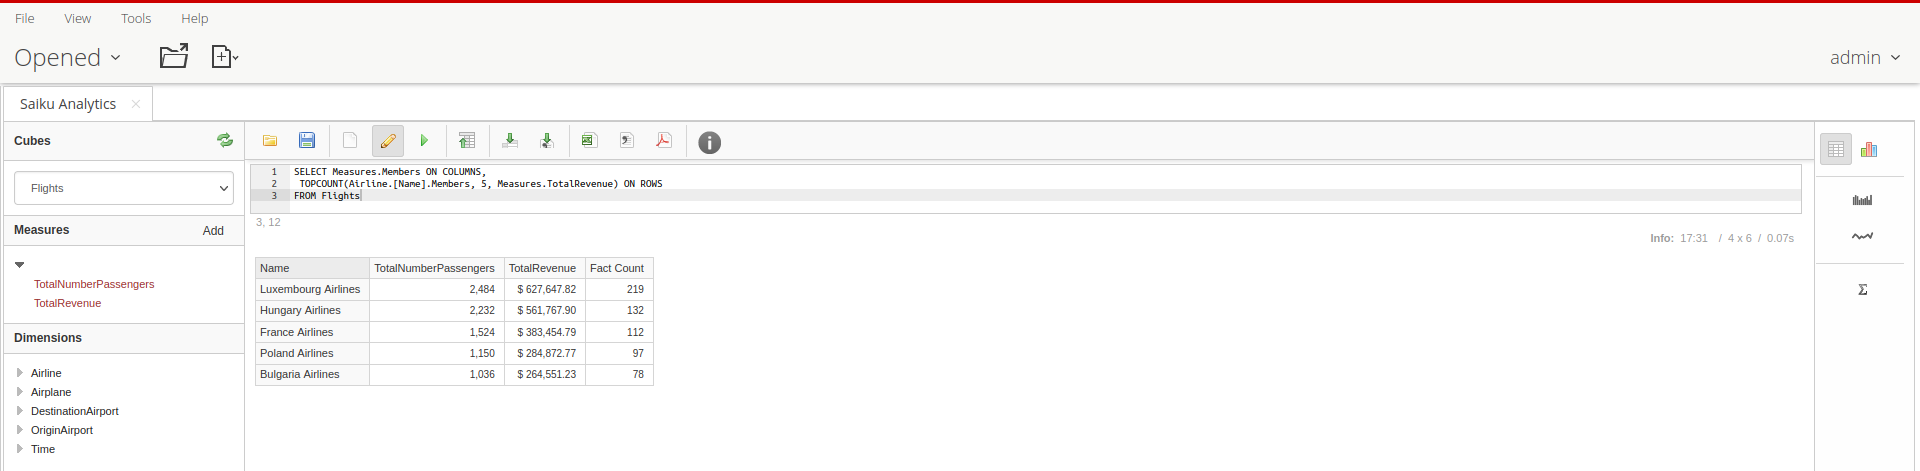 File View Tools Help
Opened
admin
Saiku Analytics ×
Cubes
Flights
Measures Add
TotalNumberPassengers
TotalRevenue
Dimensions
Airline
Airplane
DestinationAirport
OriginAirport
Time
1 SELECT Measures.Members ON COLUMNS,
2 TOPCOUNT(Airline.[Name].Members, 5, Measures.TotalRevenue) ON ROWS
3 FROM Flights
3, 12
Info: 17:31 / 4 x 6 / 0.07s
Name TotalNumberPassengers TotalRevenue Fact Count
Luxembourg Airlines 2,484 $ 627,647.82 219
Hungary Airlines 2,232 $ 561,767.90 132
France Airlines 1,524 $ 383,454.79 112
Poland Airlines 1,150 $ 284,872.77 97
Bulgaria Airlines 1,036 $ 264,551.23 78
Σ